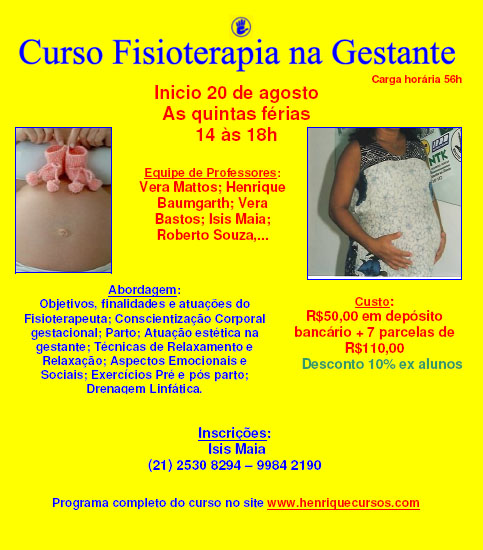 Curso Fisioterapia na Gestante
Carga horária 56h
Inicio 20 de agosto
As quintas férias
14 às 18h
Equipe de Professores:
Vera Mattos; Henrique
Baumgarth; Vera
Bastos; Isis Maia;
Roberto Souza,...
NTK
Abordagem:
Objetivos, finalidades e atuações do
Fisioterapeuta; Conscientização Corporal
gestacional; Parto; Atuação estética na
gestante; Técnicas de Relaxamento e
Relaxação; Aspectos Emocionais e
Sociais; Exercícios Pré e pós parto;
Drenagem Linfática.
Custo:
R$50,00 em depósito
bancário + 7 parcelas de
R$110,00
Desconto 10% ex alunos
Inscrições:
Isis Maia
(21) 2530 8294 – 9984 2190
Programa completo do curso no site www.henriquecursos.com